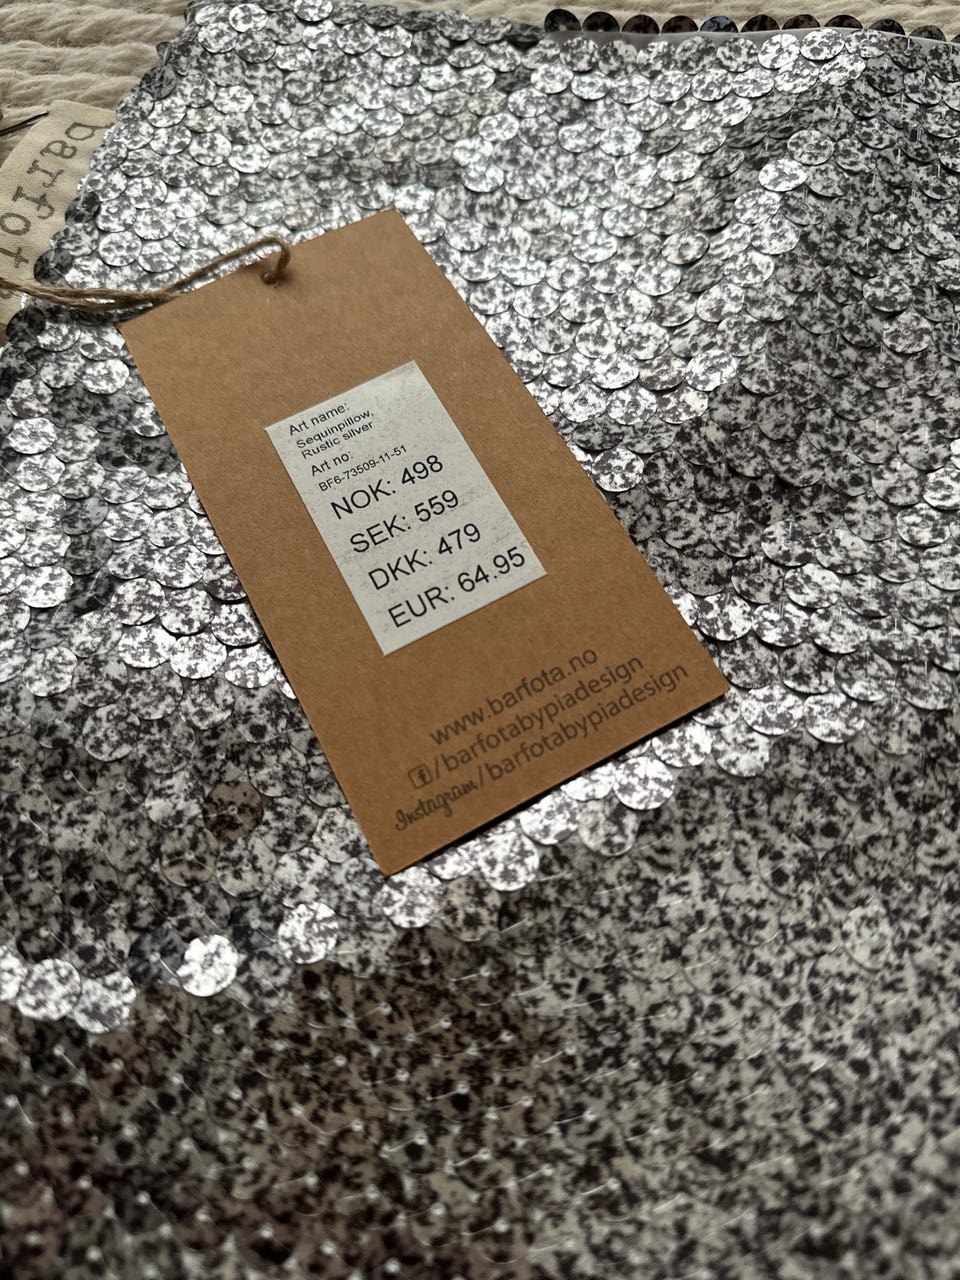 barfot
Art name:
Sequinpillow,
Rustic silver
Art no:
BF6-73509-11-51
NOK: 498
SEK: 559
DKK: 479
EUR: 64.95
www.barfota.no
f/barfotabypiadesign
Instagram/barfotabypiadesign